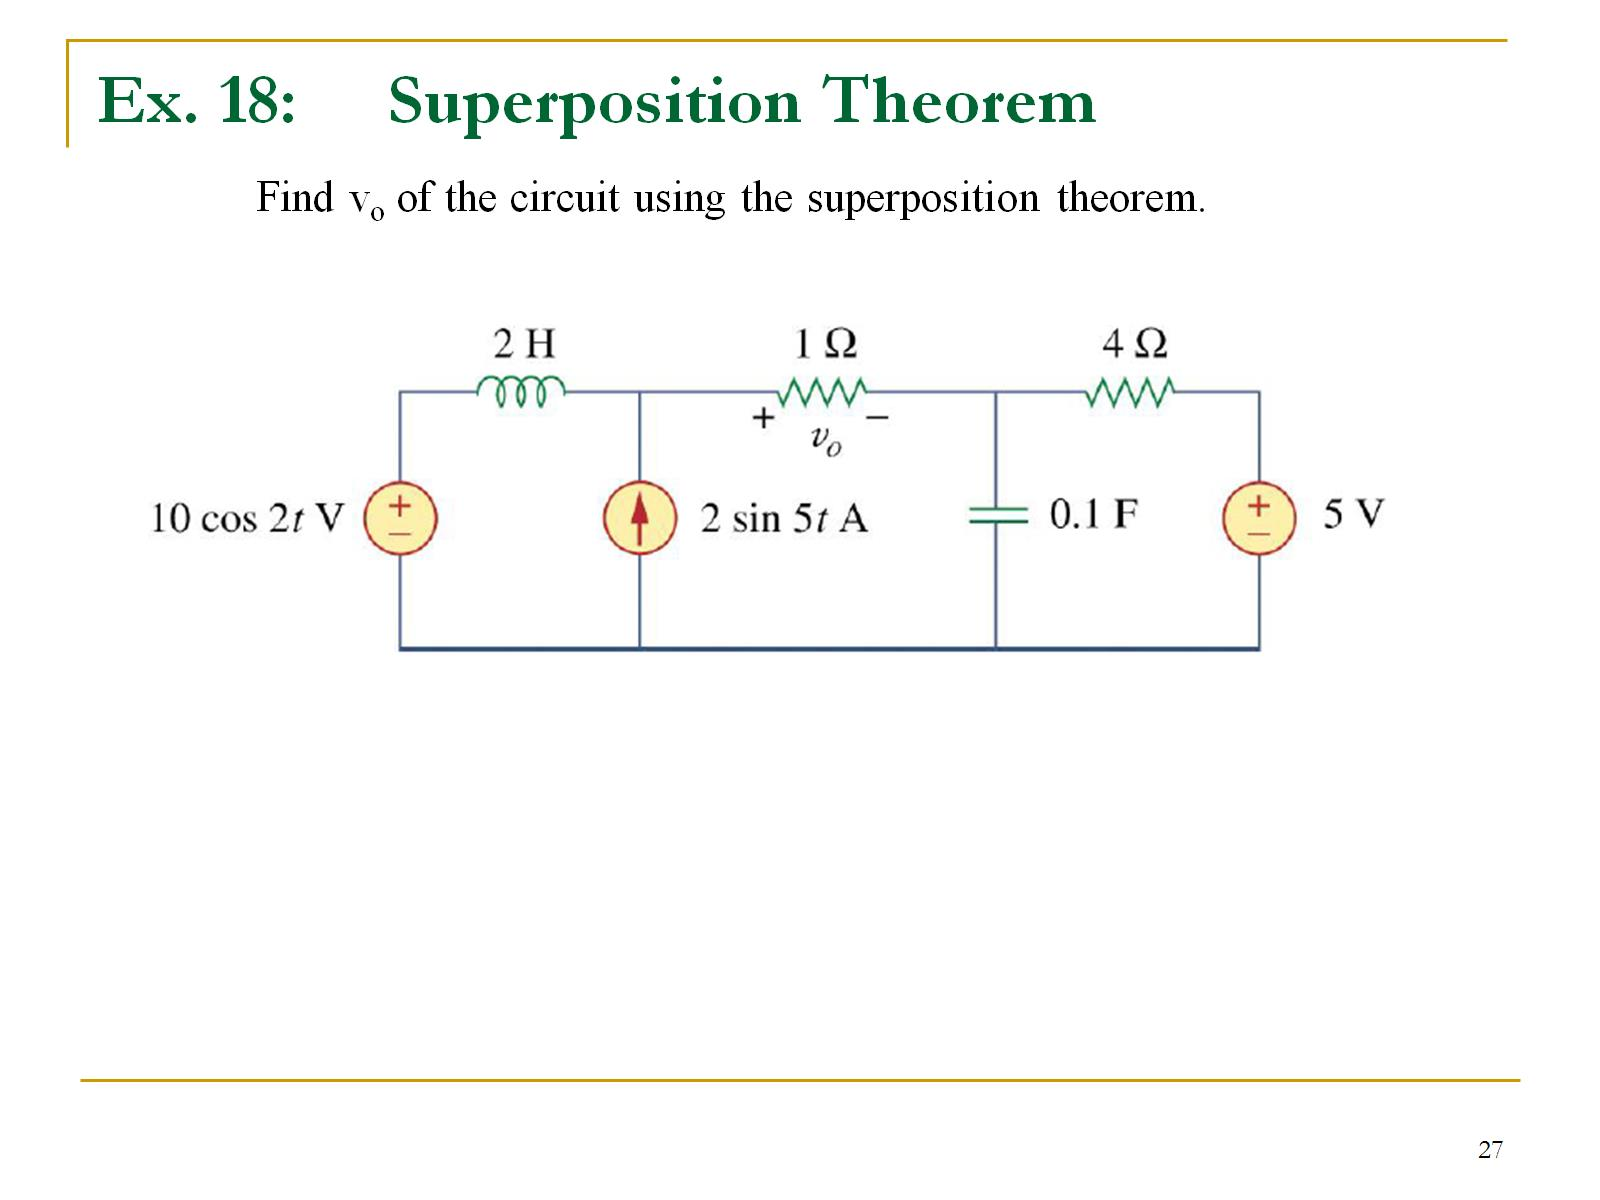 Ex. 18: Superposition Theorem
Find vₒ of the circuit using the superposition theorem.
2 H
1 Ω
4 Ω
+ −
vₒ
10 cos 2t V
+
−
2 sin 5t A
0.1 F
+
−
5 V
27